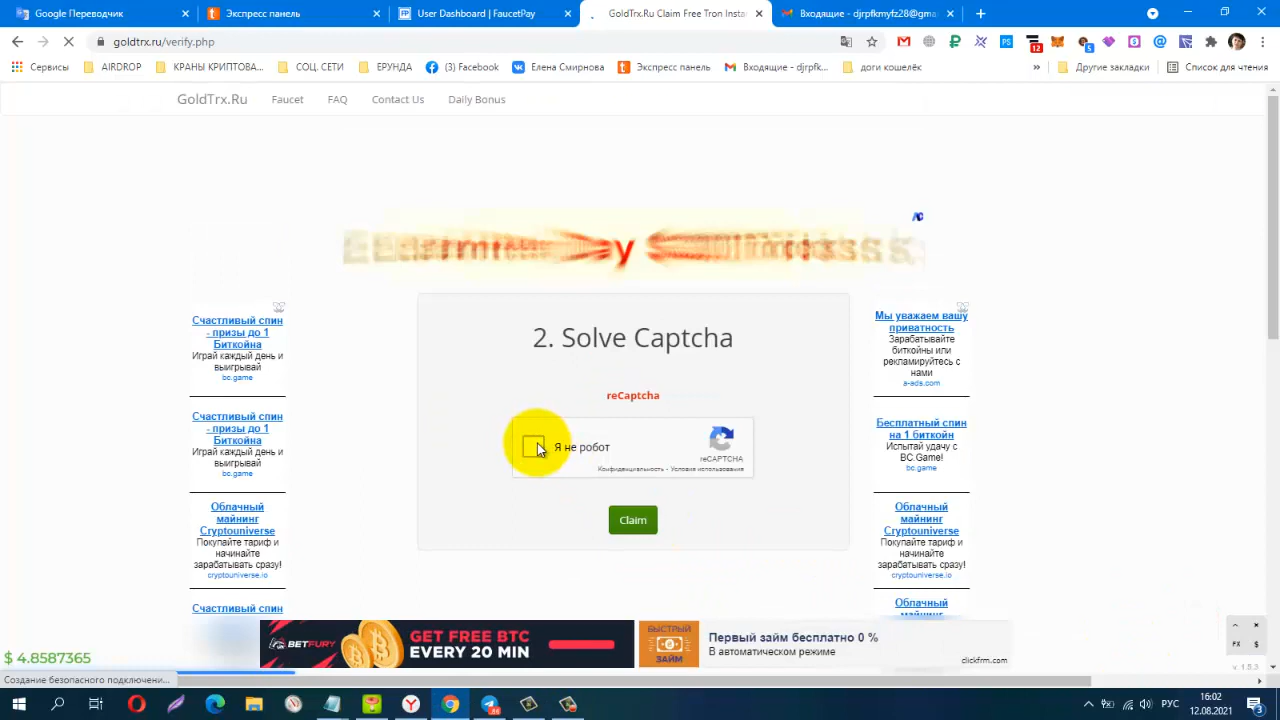 Google Переводчик
Экспресс панель
User Dashboard | FaucetPay
GoldTrx.ru | Claim Free Tron Insta
Входящие - djrpfkmyfz28@gma
goldtrx.ru/verify.php
12
5
Сервисы
AIRDROP
КРАНЫ КРИПТОВА...
СОЦ. СЕТИ
ЕРУНДА
(3) Facebook
Елена Смирнова
Экспресс панель
Входящие - djrpfk...
доги кошелёк
»
Другие закладки
Список для чтения
GoldTrx.Ru
Faucet
FAQ
Contact Us
Daily Bonus
2. Solve Captcha
reCaptcha
Я не робот
reCAPTCHA
Конфиденциальность - Условия использования
Claim
Счастливый спин
- призы до 1
Биткойна
Играй каждый день и
выигрывай
bc.game
Счастливый спин
- призы до 1
Биткойна
Играй каждый день и
выигрывай
bc.game
Облачный
майнинг
Cryptouniverse
Покупайте тариф и
начинайте
зарабатывать сразу!
cryptouniverse.io
Счастливый спин
Мы уважаем вашу
приватность
Зарабатывайте
биткойны или
рекламируйтесь с
нами
a-ads.com
Бесплатный спин
на 1 биткойн
Испытай удачу с
BC.Game!
bc.game
Облачный
майнинг
Cryptouniverse
Покупайте тариф и
начинайте
зарабатывать сразу!
cryptouniverse.io
Облачный
майнинг
BETFURY
GET FREE BTC
EVERY 20 MIN
БЫСТРЫЙ
ЗАЙМ
Первый займ бесплатно 0 %
В автоматическом режиме
clickfrm.com
$ 4.8587365
PX $
v 1.5.3
Создание безопасного подключени...
РУС
16:02
12.08.2021